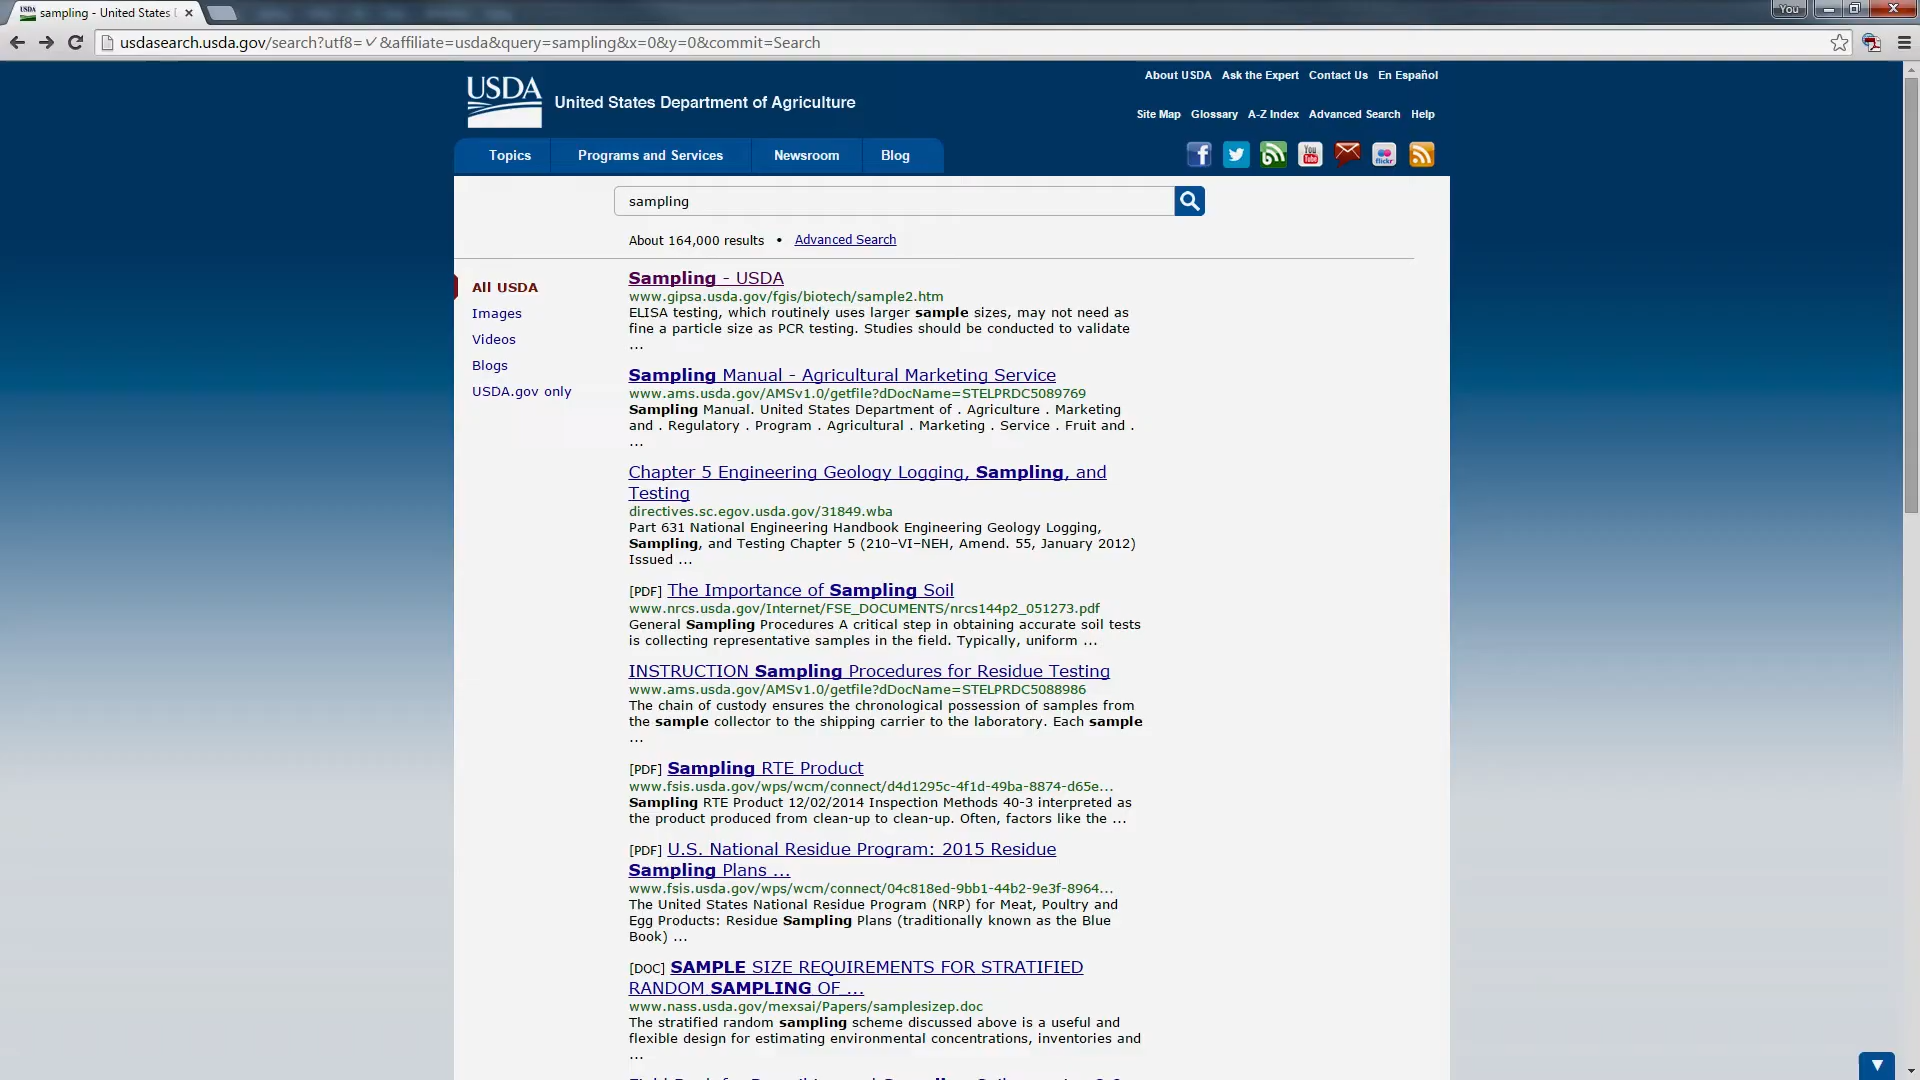 sampling - United States
You
usdasearch.usda.gov/search?utf8=✓&affiliate=usda&query=sampling&x=0&y=0&commit=Search
USDA
United States Department of Agriculture
About USDA Ask the Expert Contact Us En Español
Site Map Glossary A-Z Index Advanced Search Help
Topics Programs and Services Newsroom Blog
You Tube
flickr
sampling
About 164,000 results • Advanced Search
All USDA
Images
Videos
Blogs
USDA.gov only
Sampling - USDA
www.gipsa.usda.gov/fgis/biotech/sample2.htm
ELISA testing, which routinely uses larger sample sizes, may not need as
fine a particle size as PCR testing. Studies should be conducted to validate
...
Sampling Manual - Agricultural Marketing Service
www.ams.usda.gov/AMSv1.0/getfile?dDocName=STELPRDC5089769
Sampling Manual. United States Department of . Agriculture . Marketing
and . Regulatory . Program . Agricultural . Marketing . Service . Fruit and .
...
Chapter 5 Engineering Geology Logging, Sampling, and
Testing
directives.sc.egov.usda.gov/31849.wba
Part 631 National Engineering Handbook Engineering Geology Logging,
Sampling, and Testing Chapter 5 (210–VI–NEH, Amend. 55, January 2012)
Issued ...
[PDF] The Importance of Sampling Soil
www.nrcs.usda.gov/Internet/FSE_DOCUMENTS/nrcs144p2_051273.pdf
General Sampling Procedures A critical step in obtaining accurate soil tests
is collecting representative samples in the field. Typically, uniform ...
INSTRUCTION Sampling Procedures for Residue Testing
www.ams.usda.gov/AMSv1.0/getfile?dDocName=STELPRDC5088986
The chain of custody ensures the chronological possession of samples from
the sample collector to the shipping carrier to the laboratory. Each sample
...
[PDF] Sampling RTE Product
www.fsis.usda.gov/wps/wcm/connect/d4d1295c-4f1d-49ba-8874-d65e...
Sampling RTE Product 12/02/2014 Inspection Methods 40-3 interpreted as
the product produced from clean-up to clean-up. Often, factors like the ...
[PDF] U.S. National Residue Program: 2015 Residue
Sampling Plans ...
www.fsis.usda.gov/wps/wcm/connect/04c818ed-9bb1-44b2-9e3f-8964...
The United States National Residue Program (NRP) for Meat, Poultry and
Egg Products: Residue Sampling Plans (traditionally known as the Blue
Book) ...
[DOC] SAMPLE SIZE REQUIREMENTS FOR STRATIFIED
RANDOM SAMPLING OF ...
www.nass.usda.gov/mexsai/Papers/samplesizep.doc
The stratified random sampling scheme discussed above is a useful and
flexible design for estimating environmental concentrations, inventories and
...